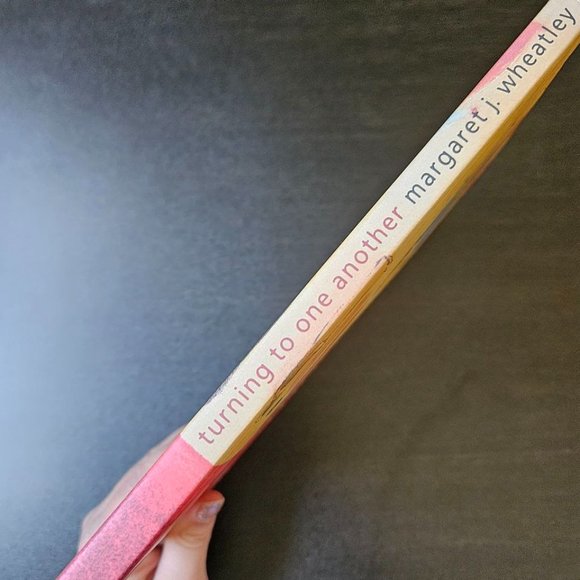 turning to one another margaret j. wheatley